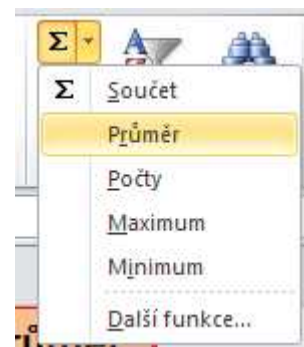 Σ
Σ Součet
Průměr
Počty
Maximum
Minimum
Další funkce...